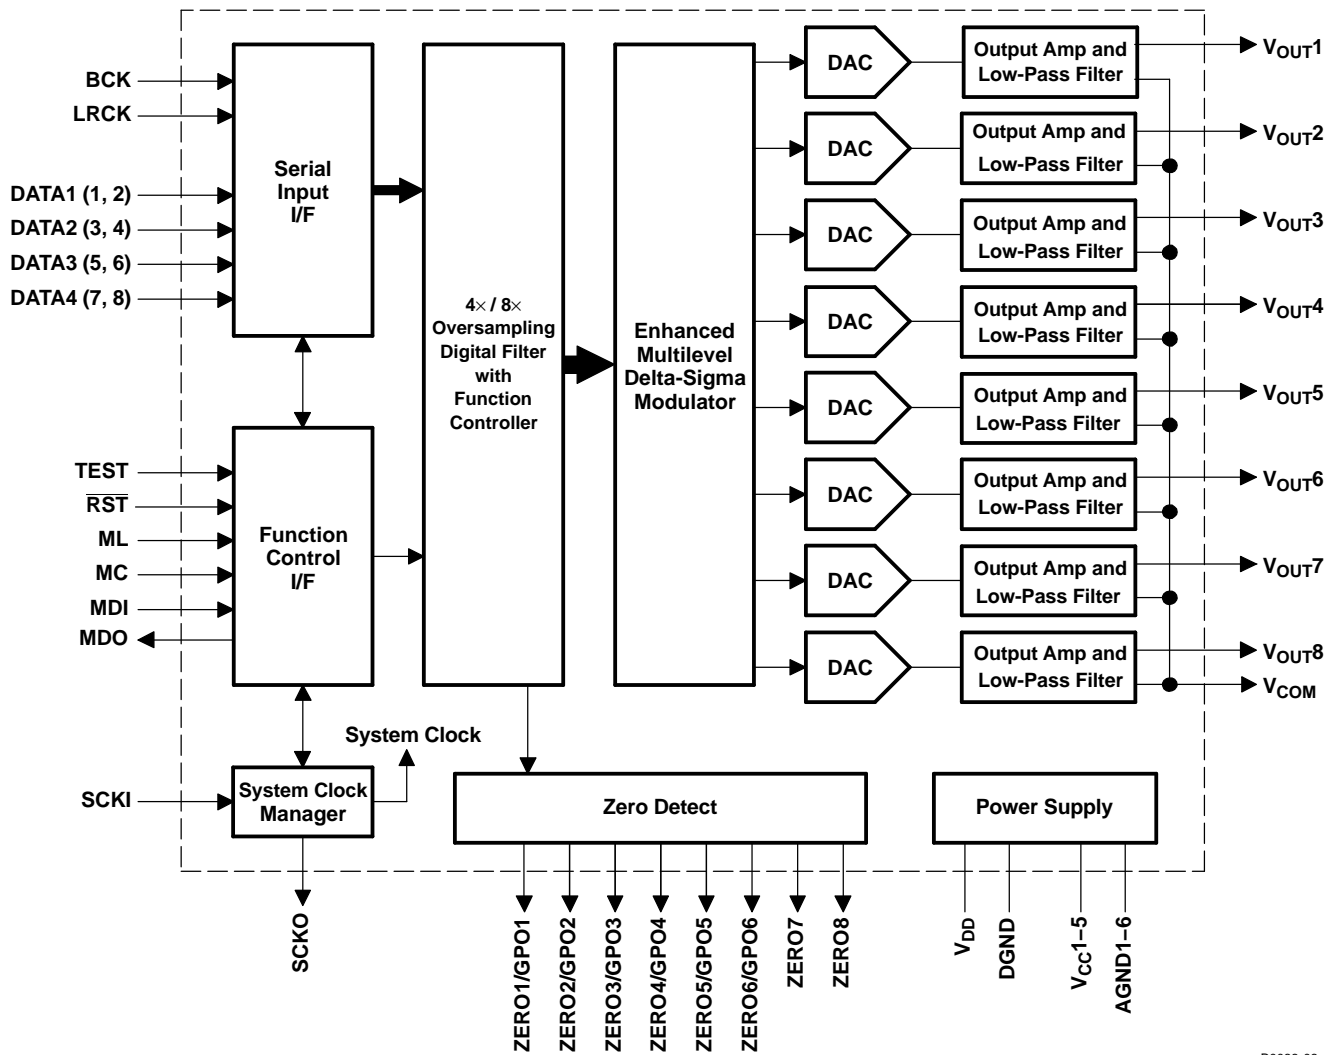 BCK
LRCK
DATA1 (1, 2)
DATA2 (3, 4)
DATA3 (5, 6)
DATA4 (7, 8)
TEST
RST
ML
MC
MDI
MDO
SCKI
Serial
Input
I/F
Function
Control
I/F
System Clock
Manager
System Clock
SCKO
4× / 8×
Oversampling
Digital Filter
with
Function
Controller
Enhanced
Multilevel
Delta-Sigma
Modulator
DAC
Output Amp and
Low-Pass Filter
VOUT1
DAC
Output Amp and
Low-Pass Filter
VOUT2
DAC
Output Amp and
Low-Pass Filter
VOUT3
DAC
Output Amp and
Low-Pass Filter
VOUT4
DAC
Output Amp and
Low-Pass Filter
VOUT5
DAC
Output Amp and
Low-Pass Filter
VOUT6
DAC
Output Amp and
Low-Pass Filter
VOUT7
DAC
Output Amp and
Low-Pass Filter
VOUT8
VCOM
Zero Detect
ZERO1/GPO1
ZERO2/GPO2
ZERO3/GPO3
ZERO4/GPO4
ZERO5/GPO5
ZERO6/GPO6
ZERO7
ZERO8
Power Supply
VDD
DGND
VCC1–5
AGND1–6